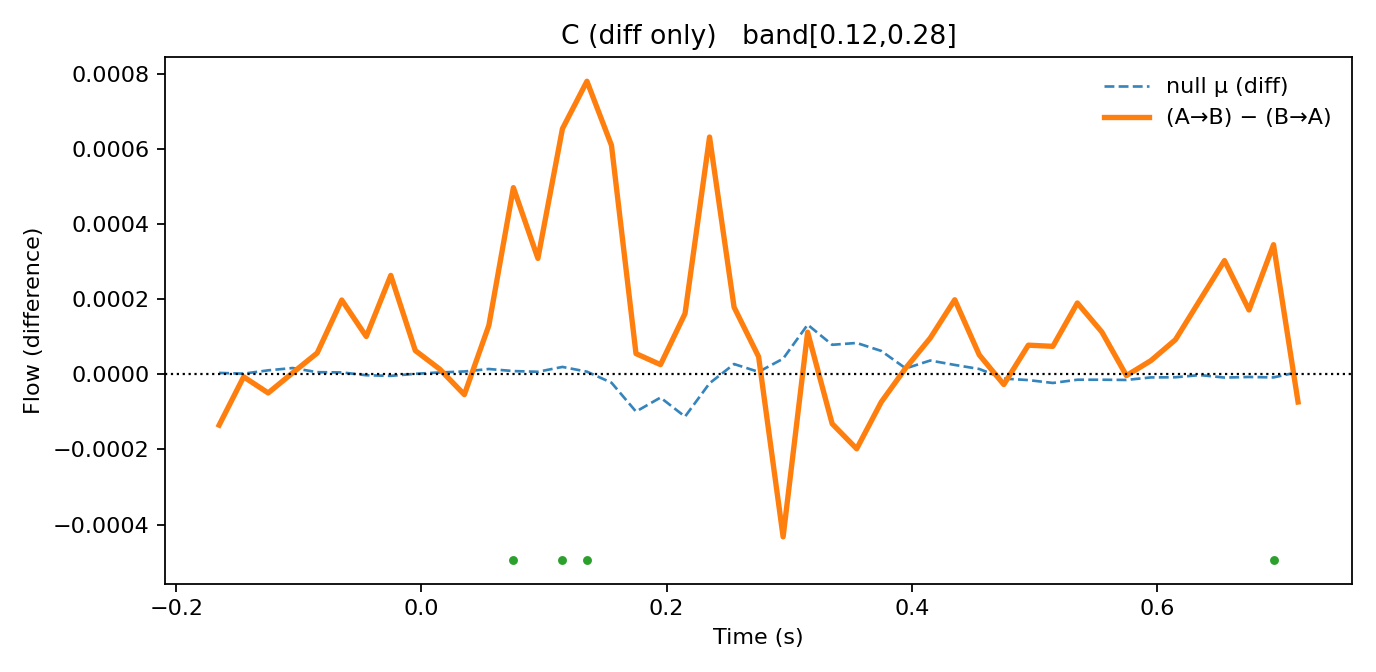 C (diff only)   band[0.12,0.28]
null μ (diff)
(A→B) − (B→A)
Flow (difference)
0.0008
0.0006
0.0004
0.0002
0.0000
−0.0002
−0.0004
−0.2
0.0
0.2
0.4
0.6
Time (s)